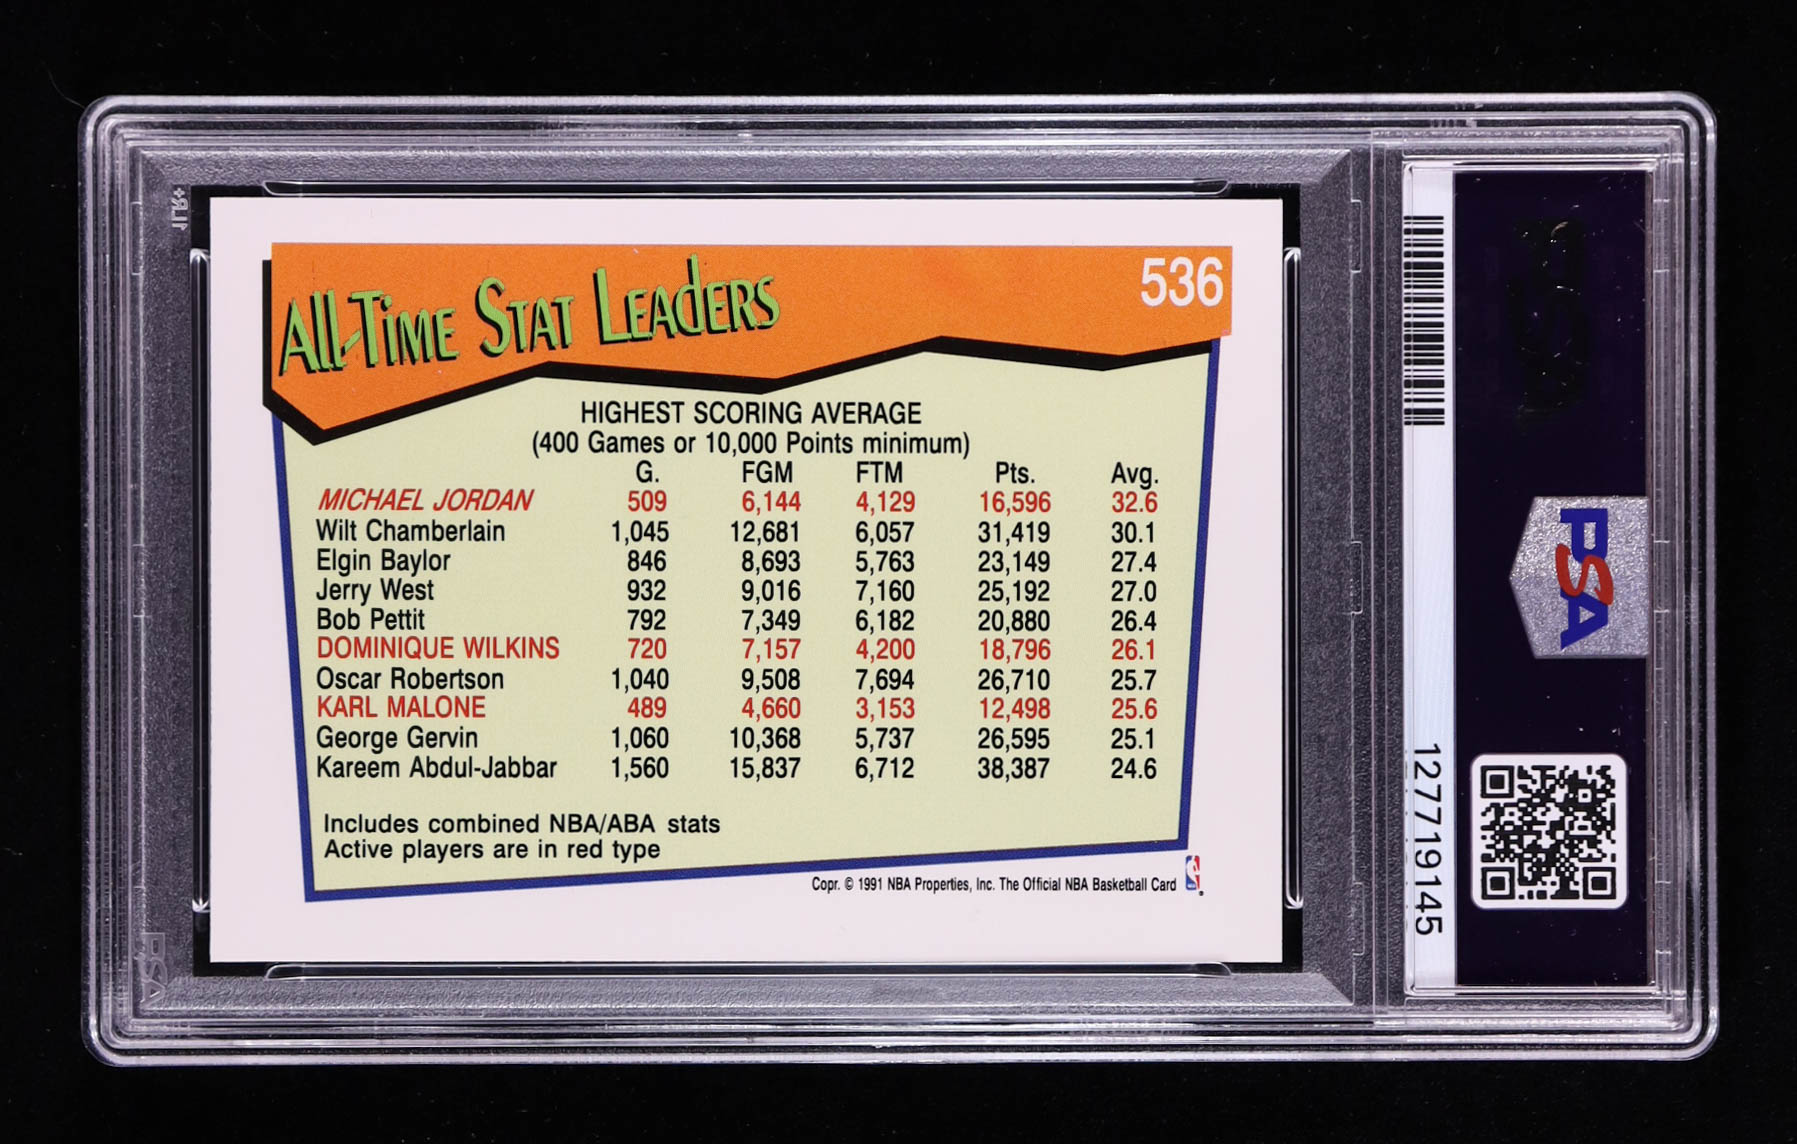 All-Time Stat Leaders 536
HIGHEST SCORING AVERAGE
(400 Games or 10,000 Points minimum)
G. FGM FTM Pts. Avg.
MICHAEL JORDAN 509 6,144 4,129 16,596 32.6
Wilt Chamberlain 1,045 12,681 6,057 31,419 30.1
Elgin Baylor 846 8,693 5,763 23,149 27.4
Jerry West 932 9,016 7,160 25,192 27.0
Bob Pettit 792 7,349 6,182 20,880 26.4
DOMINIQUE WILKINS 720 7,157 4,200 18,796 26.1
Oscar Robertson 1,040 9,508 7,694 26,710 25.7
KARL MALONE 489 4,660 3,153 12,498 25.6
George Gervin 1,060 10,368 5,737 26,595 25.1
Kareem Abdul-Jabbar 1,560 15,837 6,712 38,387 24.6
Includes combined NBA/ABA stats
Active players are in red type
Copr. © 1991 NBA Properties, Inc. The Official NBA Basketball Card
127719145
PSA
PSA
1LR+